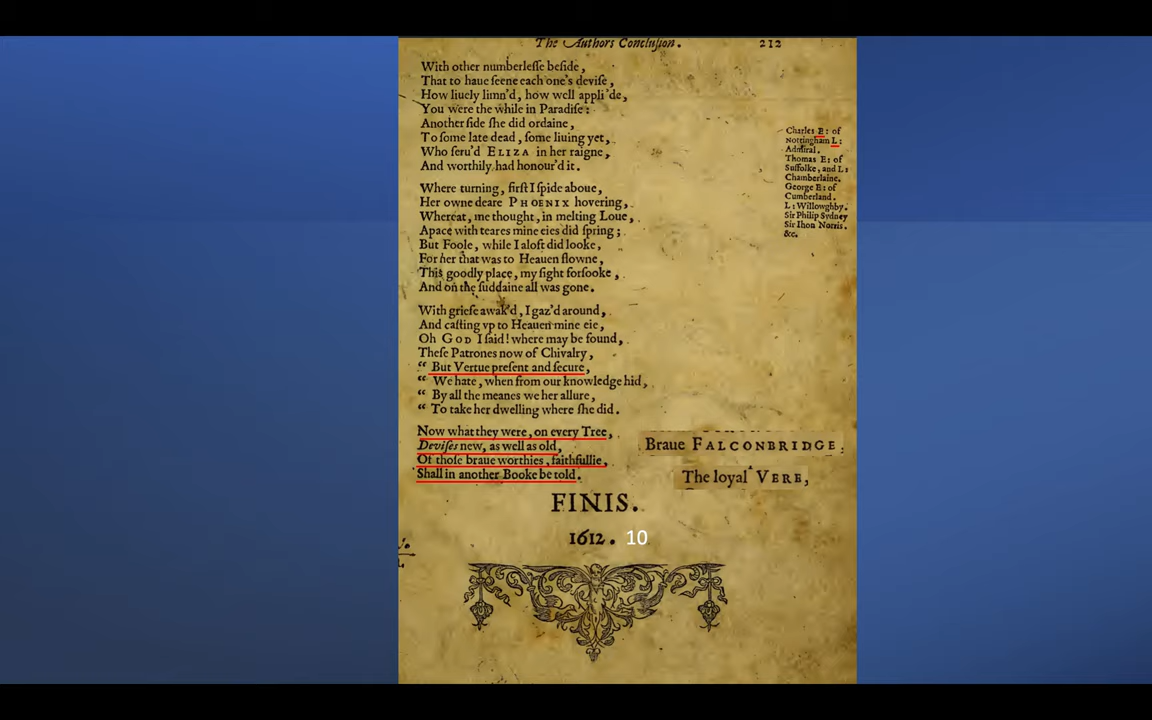 The Authors Conclusion. 212
With other numberleſſe beſide,
That to haue ſeene each one's deviſe,
How liuely limn'd, how well appli'de,
You were the while in Paradiſe:
Another ſide ſhe did ordaine,
To ſome late dead, ſome liuing yet,
Who ſeru'd ELIZA in her raigne,
And worthily had honour'd it.
Charles E: of
Nottingham L:
Admiral.
Thomas E: of
Suffolke, and L:
Chamberlaine.
George E: of
Cumberland.
L: Willowghby.
Sir Philip Sydney
Sir Ihon Norris.
&c.
Where turning, firſt I ſpide aboue,
Her owne deare PHOENIX hovering,
Whereat, me thought, in melting Loue,
Apace with teares mine eies did ſpring;
But Foole, while I aloft did looke,
For her that was to Heauen flowne,
This goodly place, my ſight forſooke,
And on the ſuddaine all was gone.
With grieſe awak'd, I gaz'd around,
And caſting vp to Heauen mine eie,
Oh GOD I ſaid! where may be found,
Theſe Patrones now of Chivalry,
“ But Vertue preſent and ſecure,
“ We hate, when from our knowledge hid,
“ By all the meanes we her allure,
“ To take her dwelling where ſhe did.
Now what they were, on every Tree,
Deviſes new, as well as old,
Of thoſe braue worthies, faithfullie,
Shall in another Booke be told.
Braue FALCONBRIDGE.
The loyal VERE,
FINIS.
1612. 10